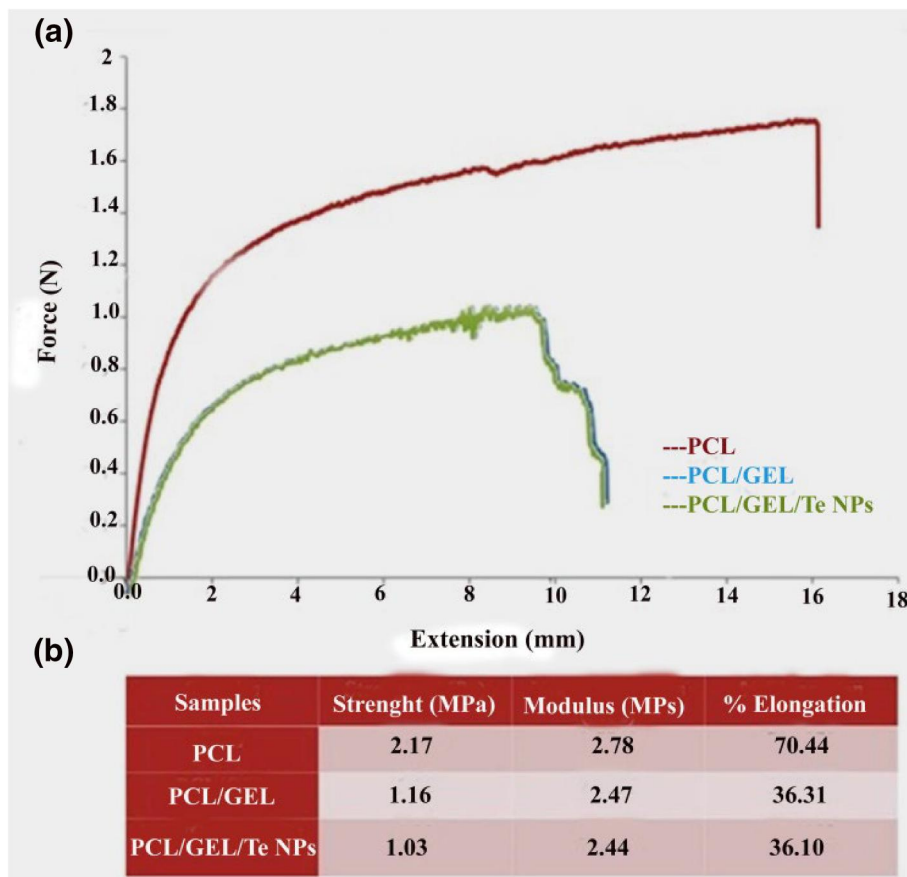 (a)
2
1.8
1.6
1.4
1.2
1.0
0.8
0.6
0.4
0.2
0.0
Force (N)
---PCL
---PCL/GEL
---PCL/GEL/Te NPs
0.0 2 4 6 8 10 12 14 16 18
Extension (mm)
(b)
Samples Strenght (MPa) Modulus (MPs) % Elongation
PCL 2.17 2.78 70.44
PCL/GEL 1.16 2.47 36.31
PCL/GEL/Te NPs 1.03 2.44 36.10